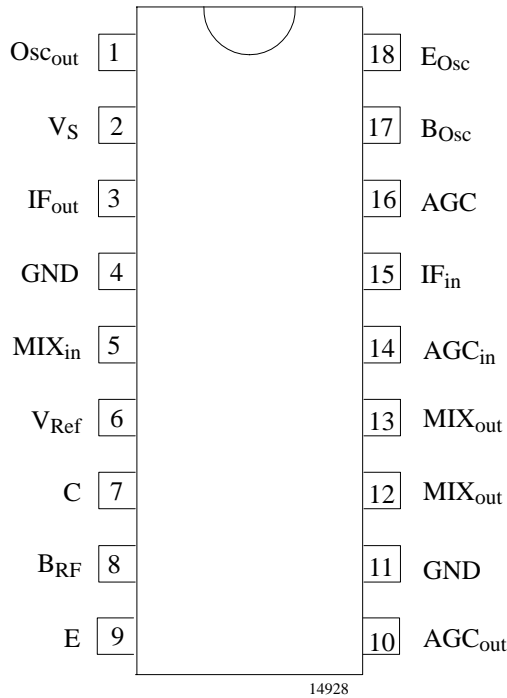 Osc_out 1 18 E_Osc
V_S 2 17 B_Osc
IF_out 3 16 AGC
GND 4 15 IF_in
MIX_in 5 14 AGC_in
V_Ref 6 13 MIX_out
C 7 12 MIX_out
B_RF 8 11 GND
E 9 10 AGC_out
14928